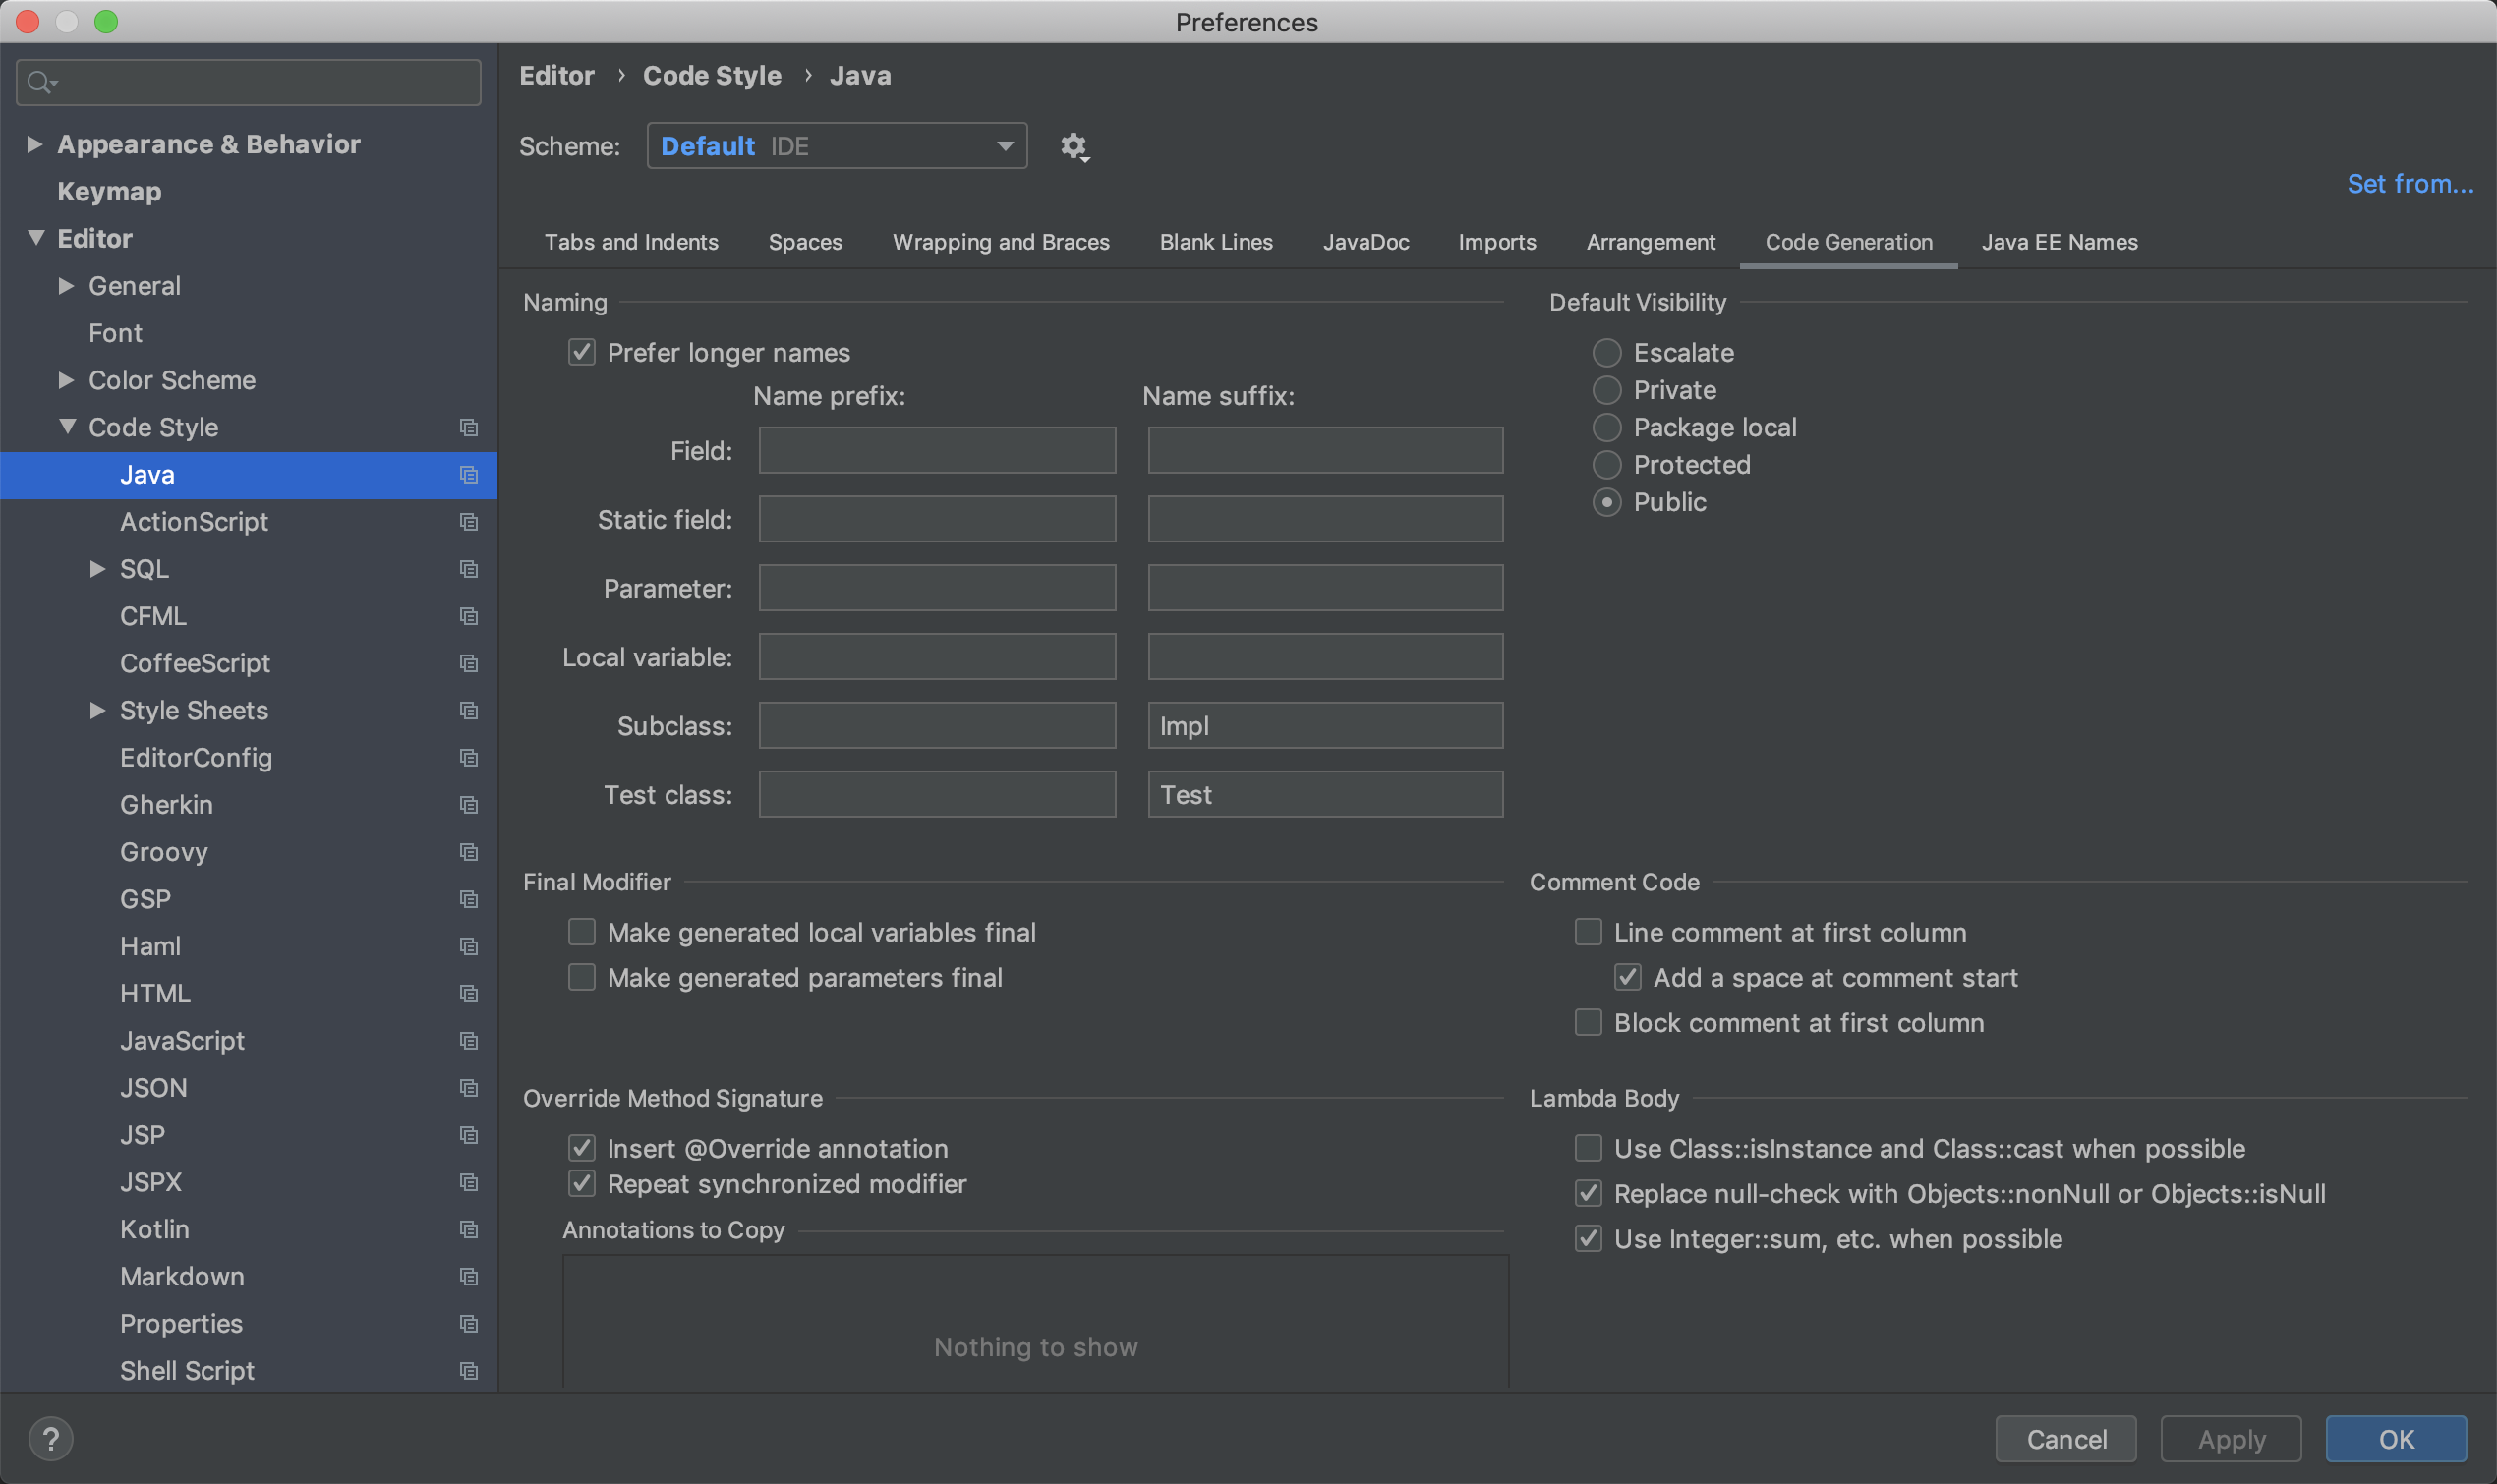 Preferences
Appearance & Behavior
Keymap
Editor
General
Font
Color Scheme
Code Style
Java
ActionScript
SQL
CFML
CoffeeScript
Style Sheets
EditorConfig
Gherkin
Groovy
GSP
Haml
HTML
JavaScript
JSON
JSP
JSPX
Kotlin
Markdown
Properties
Shell Script
Editor › Code Style › Java
Scheme: Default IDE
Set from...
Tabs and Indents Spaces Wrapping and Braces Blank Lines JavaDoc Imports Arrangement Code Generation Java EE Names
Naming
Prefer longer names
Name prefix: Name suffix:
Field:
Static field:
Parameter:
Local variable:
Subclass: Impl
Test class: Test
Default Visibility
Escalate
Private
Package local
Protected
Public
Final Modifier
Make generated local variables final
Make generated parameters final
Comment Code
Line comment at first column
Add a space at comment start
Block comment at first column
Override Method Signature
Insert @Override annotation
Repeat synchronized modifier
Annotations to Copy
Nothing to show
Lambda Body
Use Class::isInstance and Class::cast when possible
Replace null-check with Objects::nonNull or Objects::isNull
Use Integer::sum, etc. when possible
? Cancel Apply OK